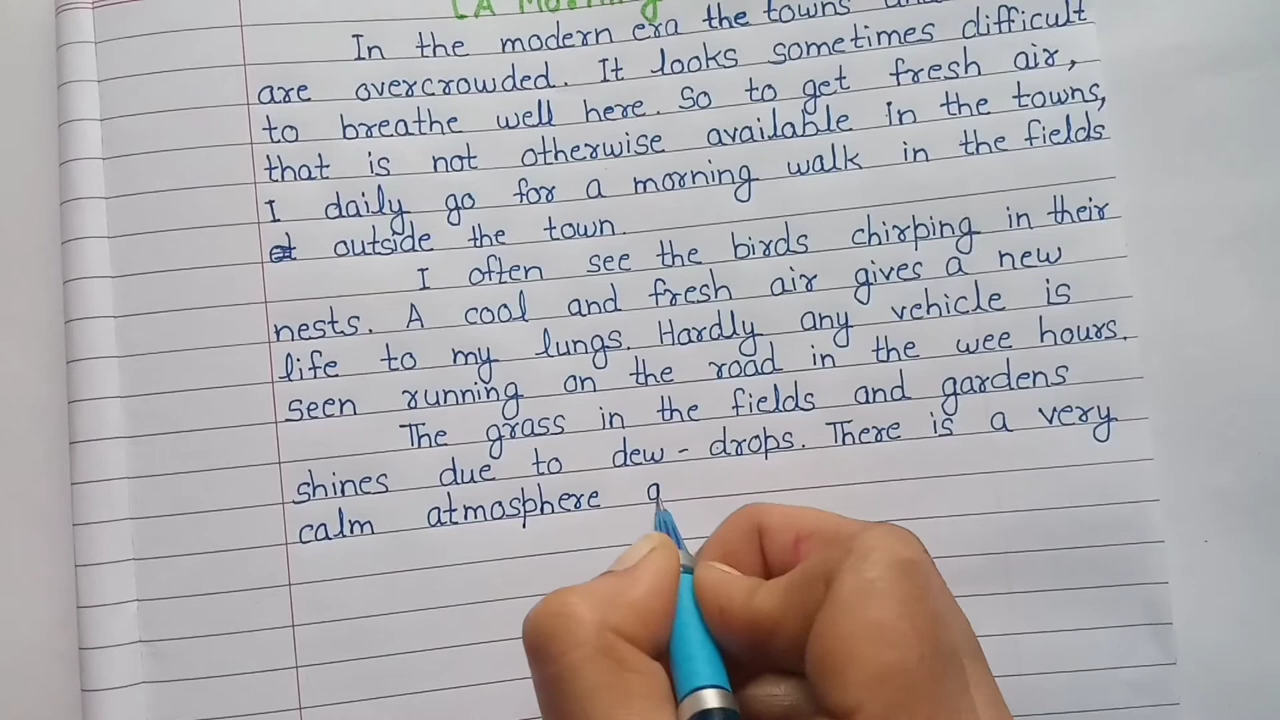 (A Morning
In the modern era the towns
are overcrowded. It looks sometimes difficult
to breathe well here. So to get fresh air,
that is not otherwise available in the towns,
I daily go for a morning walk in the fields
outside the town.
I often see the birds chirping in their
nests. A cool and fresh air gives a new
life to my lungs. Hardly any vehicle is
seen running on the road in the wee hours.
The grass in the fields and gardens
shines due to dew-drops. There is a very
calm atmosphere